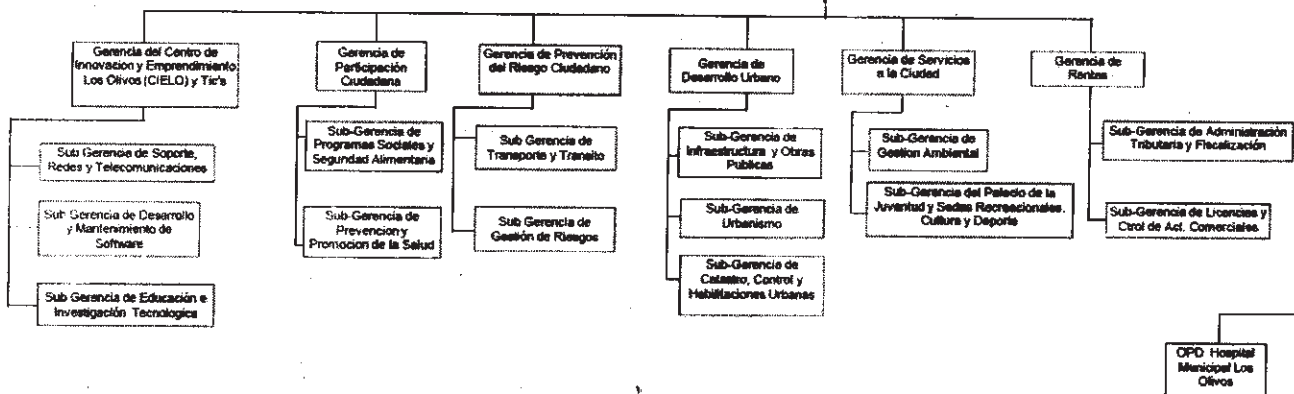 Gerencia del Centro de
Innovacion y Emprendimiento
Los Olivos (CIELO) y Tic's
Sub Gerencia de Soporte,
Redes y Telecomunicaciones
Sub Gerencia de Desarrollo
y Mantenimiento de
Software
Sub Gerencia de Educación e
Investigación Tecnologica
Gerencia de
Participación
Ciudadana
Sub-Gerencia de
Programas Sociales y
Seguridad Alimentaria
Sub-Gerencia de
Prevencion y
Promocion de la Salud
Gerencia de Prevención
del Riesgo Ciudadano
Sub Gerencia de
Transporte y Transito
Sub Gerencia de
Gestión de Riesgos
Gerencia de
Desarrollo Urbano
Sub-Gerencia de
Infraestructura y Obras
Publicas
Sub-Gerencia de
Urbanismo
Sub-Gerencia de
Catastro, Control y
Habilitaciones Urbanas
Gerencia de Servicios
a la Ciudad
Sub-Gerencia de
Gestion Ambiental
Sub-Gerencia del Palacio de la
Juventud y Sedes Recreacionales,
Cultura y Deporte
Gerencia de
Rentas
Sub-Gerencia de Administración
Tributaria y Fiscalización
Sub-Gerencia de Licencias y
Ctrol de Act. Comerciales
OPD Hospital
Municipal Los
Olivos